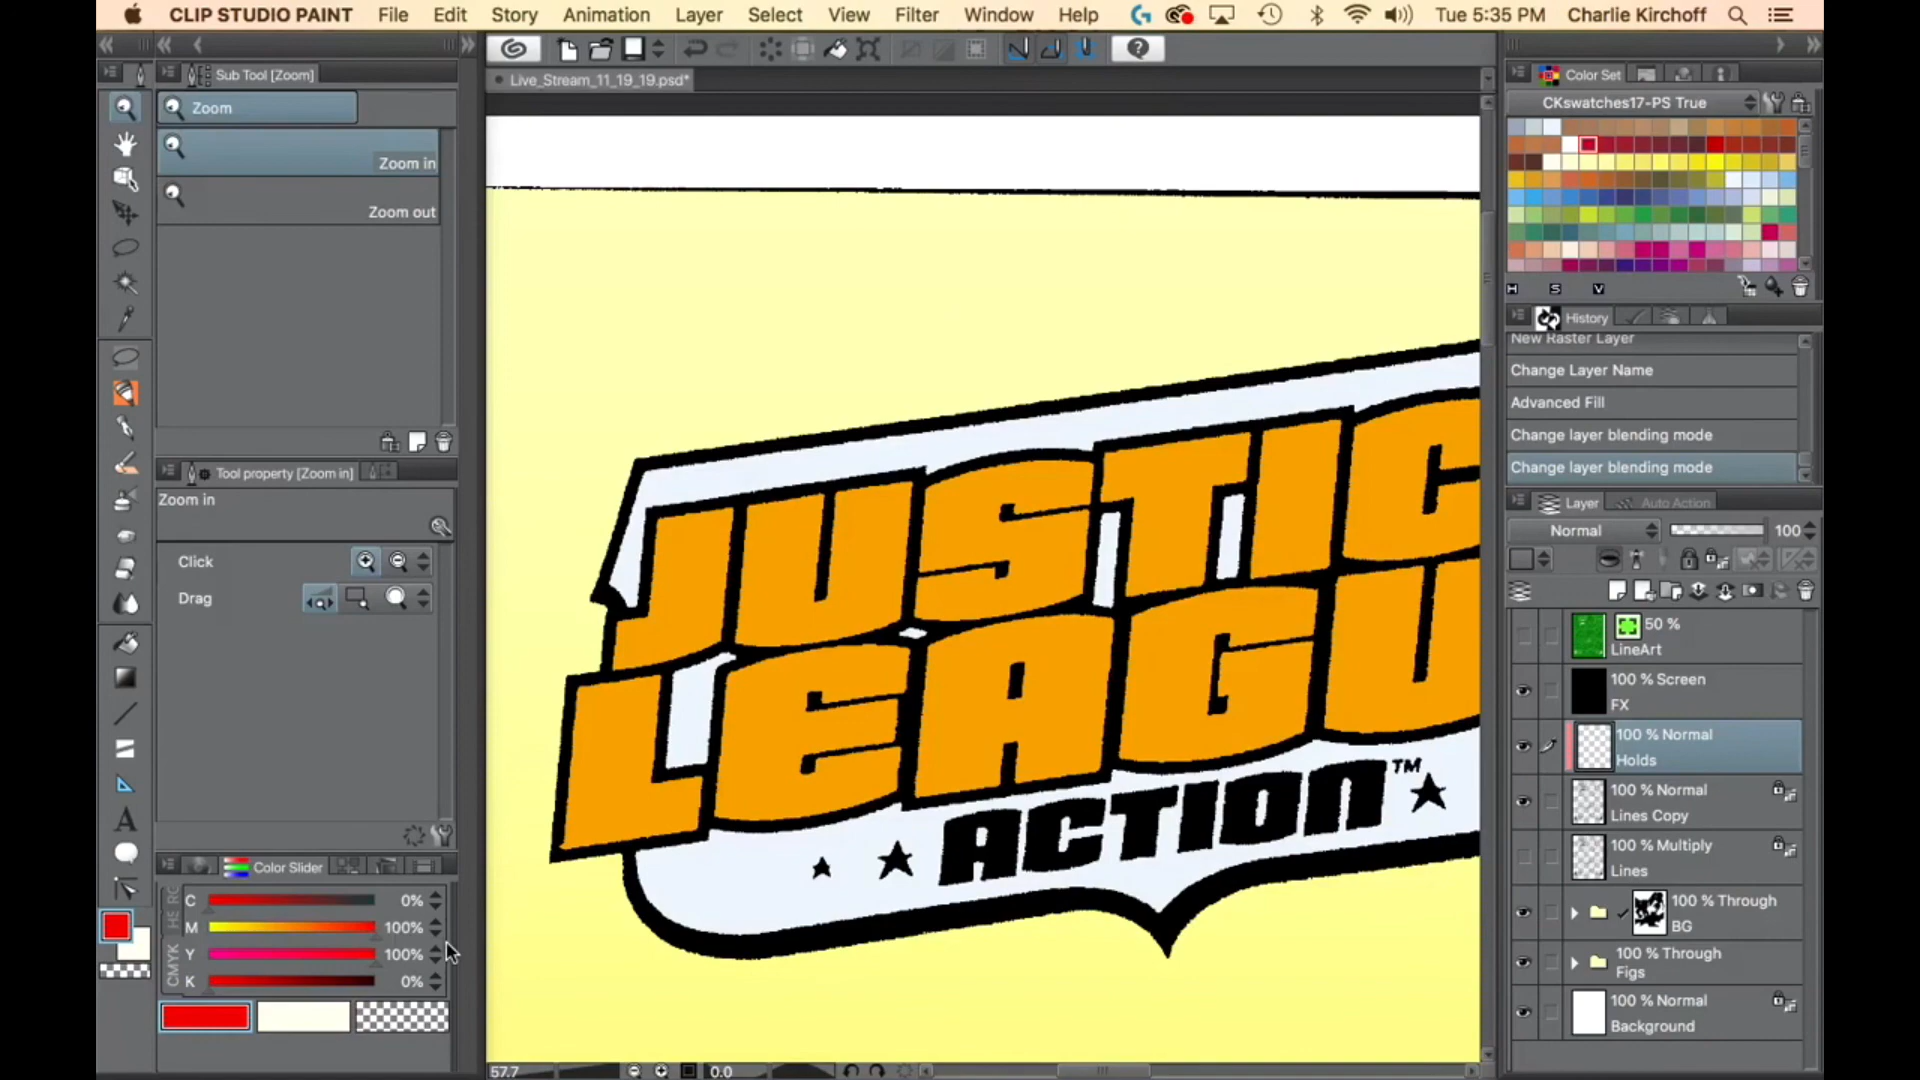 CLIP STUDIO PAINT File Edit Story Animation Layer Select View Filter Window Help Tue 5:35 PM Charlie Kirchoff
Sub Tool [Zoom]
Live_Stream_11_19_19.psd*
Color Set
Zoom
CKswatches17-PS True
Zoom in
Zoom out
H S V
History
New Raster Layer
Change Layer Name
Advanced Fill
Change layer blending mode
Change layer blending mode
Tool property [Zoom in]
Zoom in
Click
Drag
Layer Auto Action
Normal 100
50 %
LineArt
100 % Screen
FX
100 % Normal
Holds
100 % Normal
Lines Copy
100 % Multiply
Lines
100 % Through
BG
100 % Through
Figs
100 % Normal
Background
JUSTIC
LEAGU
ACTION™
Color Slider
CMYK
C 0%
M 100%
Y 100%
K 0%
57.7 0.0